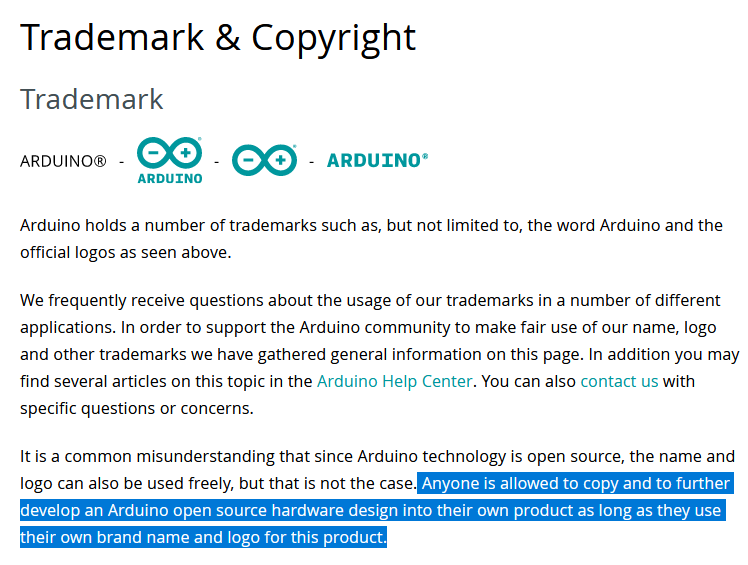 Trademark & Copyright
Trademark
ARDUINO® - ARDUINO - - ARDUINO®
Arduino holds a number of trademarks such as, but not limited to, the word Arduino and the
official logos as seen above.
We frequently receive questions about the usage of our trademarks in a number of different
applications. In order to support the Arduino community to make fair use of our name, logo
and other trademarks we have gathered general information on this page. In addition you may
find several articles on this topic in the Arduino Help Center. You can also contact us with
specific questions or concerns.
It is a common misunderstanding that since Arduino technology is open source, the name and
logo can also be used freely, but that is not the case. Anyone is allowed to copy and to further
develop an Arduino open source hardware design into their own product as long as they use
their own brand name and logo for this product.